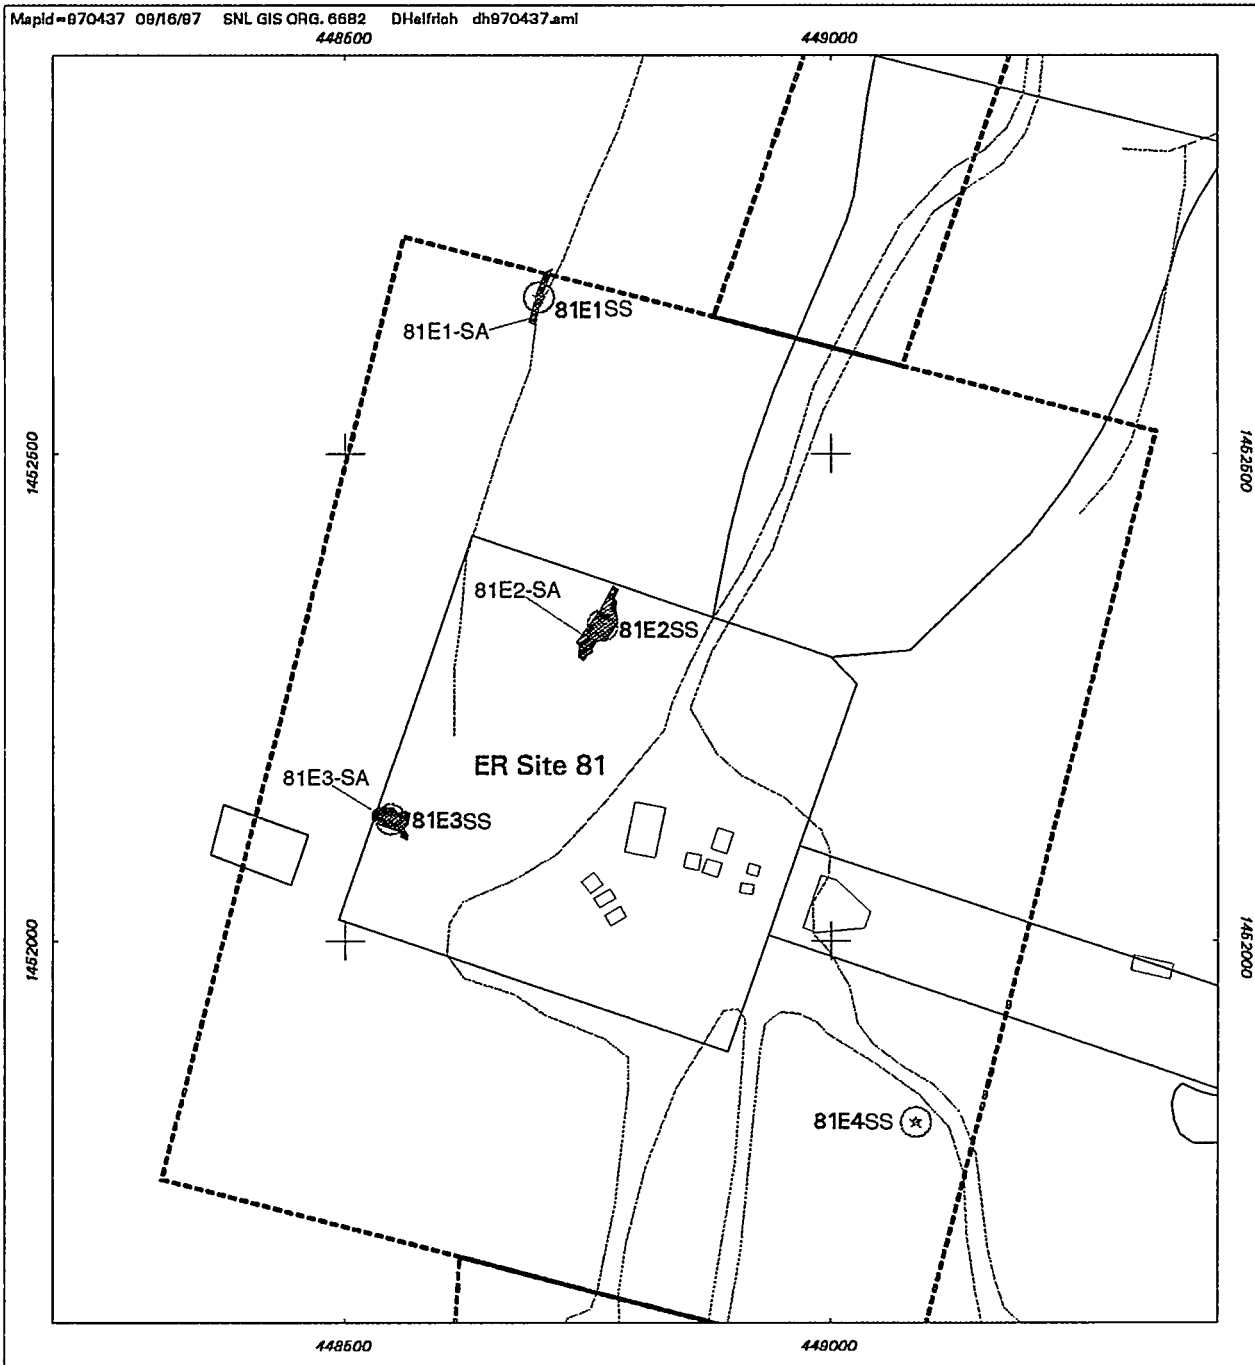 MapId=970437 09/16/97 SNL GIS ORG. 6682 DHelfrich dh970437.aml
448500 449000
81E1SS
81E1-SA
1452500 1452500
81E2-SA
81E2SS
ER Site 81
81E3-SA
81E3SS
1452000 1452000
81E4SS
448500 449000